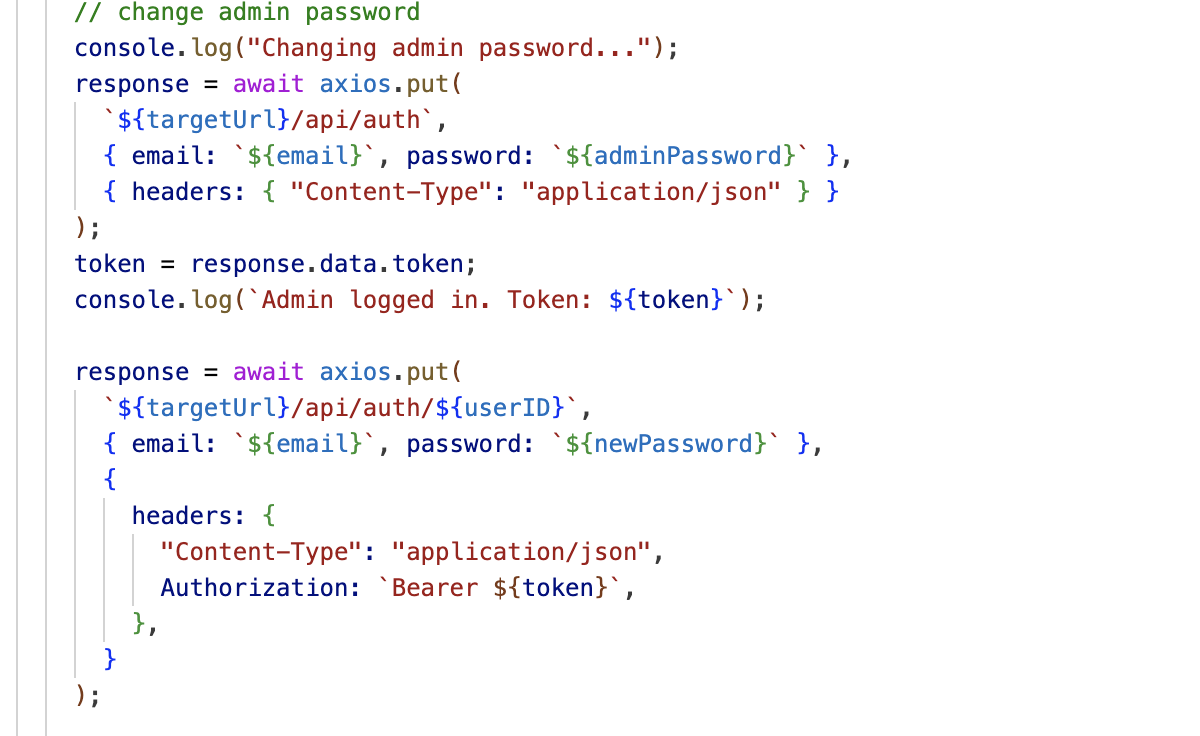 // change admin password
console.log("Changing admin password...");
response = await axios.put(
`${targetUrl}/api/auth`,
{ email: `${email}`, password: `${adminPassword}` },
{ headers: { "Content-Type": "application/json" } }
);
token = response.data.token;
console.log(`Admin logged in. Token: ${token}`);
response = await axios.put(
`${targetUrl}/api/auth/${userID}`,
{ email: `${email}`, password: `${newPassword}` },
{
headers: {
"Content-Type": "application/json",
Authorization: `Bearer ${token}`,
},
}
);